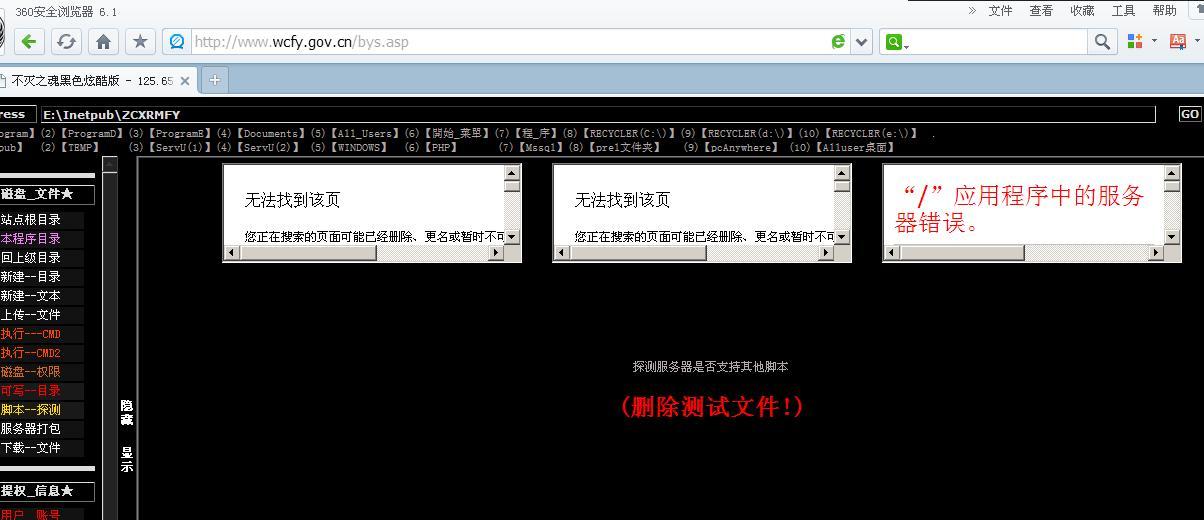 360安全浏览器 6.1
» 文件 查看 收藏 工具 帮助
http://www.wcfy.gov.cn/bys.asp
不灭之魂黑色炫酷版 - 125.65
ress E:\Inetpub\ZCXRMFY GO
ogram】(2)【ProgramD】(3)【ProgramE】(4)【Documents】(5)【All_Users】(6)【開始_菜單】(7)【程_序】(8)【RECYCLER(C:\)】(9)【RECYCLER(d:\)】(10)【RECYCLER(e:\)】 .
pub】 (2)【TEMP】 (3)【ServU(1)】(4)【ServU(2)】 (5)【WINDOWS】 (6)【PHP】 (7)【Mssql】(8)【prel文件夹】 (9)【pcAnywhere】 (10)【Alluser桌面】
磁盘_文件★
站点根目录
本程序目录
回上级目录
新建--目录
新建--文本
上传--文件
执行---CMD
执行--CMD2
磁盘--权限
可写--目录
脚本--探测
服务器打包
下载--文件
提权_信息★
用户__账号
隐藏
显示
无法找到该页
您正在搜索的页面可能已经删除、更名或暂时不可
无法找到该页
您正在搜索的页面可能已经删除、更名或暂时不可
“/”应用程序中的服务
器错误。
探测服务器是否支持其他脚本
(删除测试文件!)